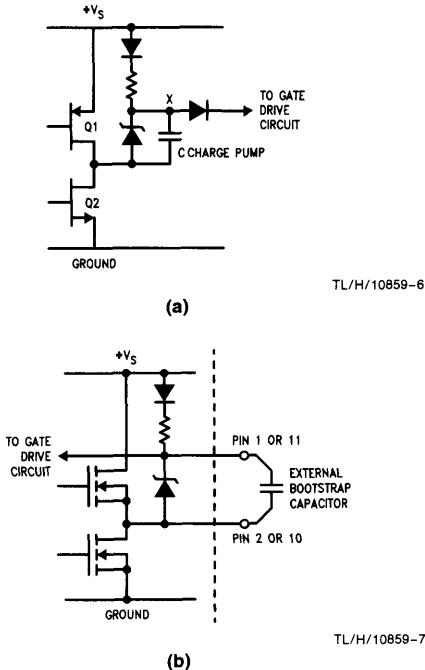 +VS
X
TO GATE
DRIVE
CIRCUIT
Q1
C CHARGE PUMP
Q2
GROUND
TL/H/10859-6
(a)
+VS
TO GATE
DRIVE
CIRCUIT
PIN 1 OR 11
EXTERNAL
BOOTSTRAP
CAPACITOR
PIN 2 OR 10
GROUND
TL/H/10859-7
(b)